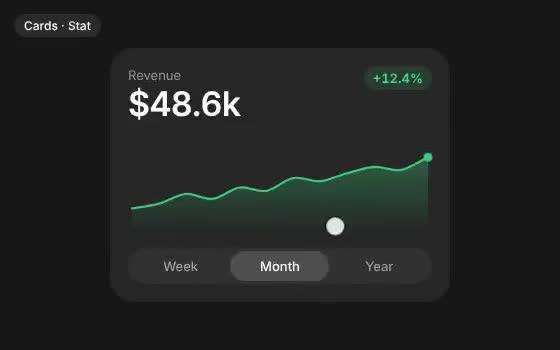 Cards · Stat
Revenue
+12.4%
$48.6k
Week
Month
Year